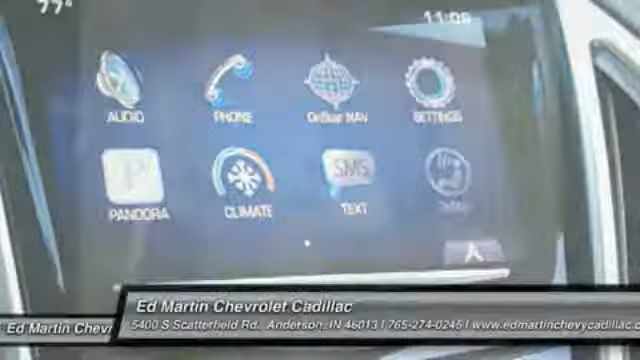 11:09
AUDIO PHONE OnStar NAV SETTINGS
P SMS
PANDORA CLIMATE TEXT
Ed Martin Chevrolet Cadillac
5400 S Scatterfield Rd. Anderson, IN 46013 | 765-274-0245 | www.edmartinchevycadillac.c
Ed Martin Chevr